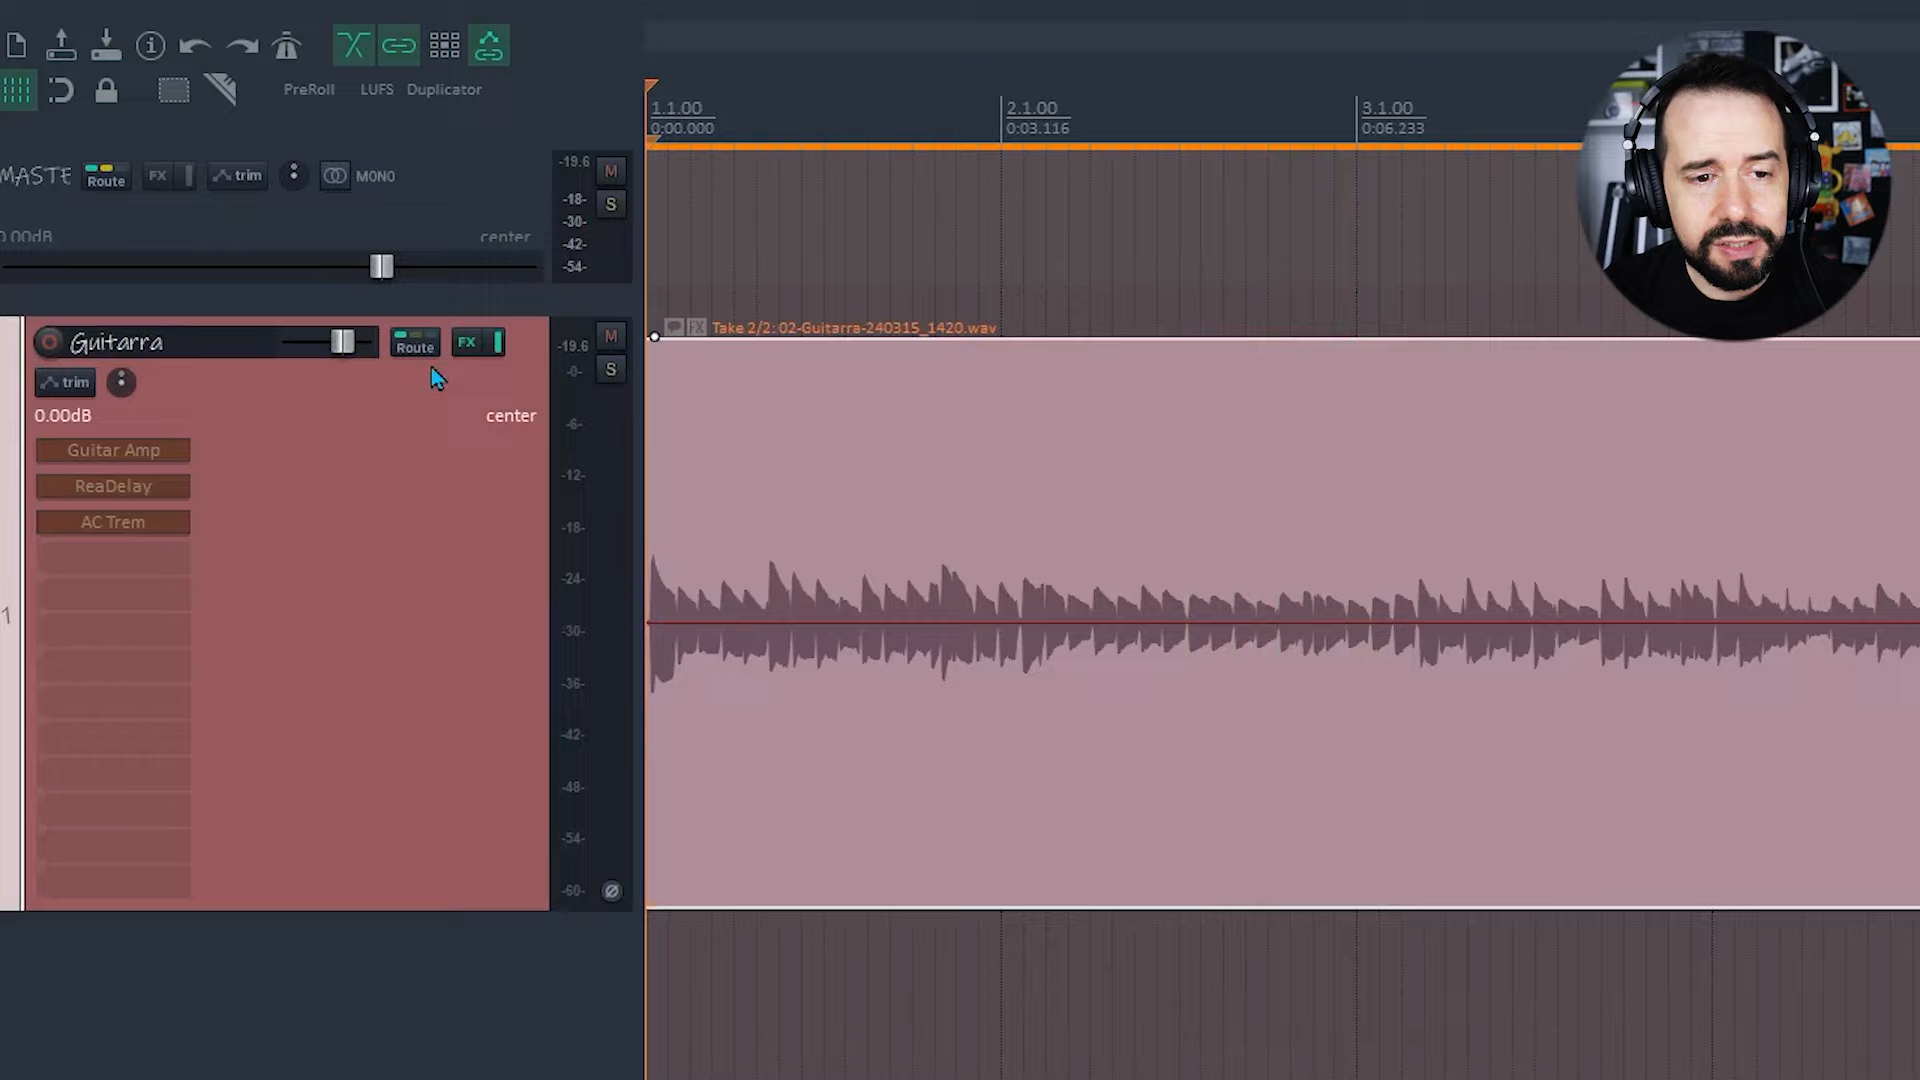 PreRoll LUFS Duplicator
1.1.00 2.1.00 3.1.00
0:00.000 0:03.116 0:06.233
MASTE Route FX trim MONO
-19.6 M
-18- S
-30-
-42-
-54-
0.00dB center
Guitarra Route FX
-19.6 M
-0- S
trim
0.00dB center
Take 2/2: 02-Guitarra-240315_1420.wav
Guitar Amp
ReaDelay
AC Trem
-6-
-12-
-18-
-24-
-30-
-36-
-42-
-48-
-54-
-60-
1
FX